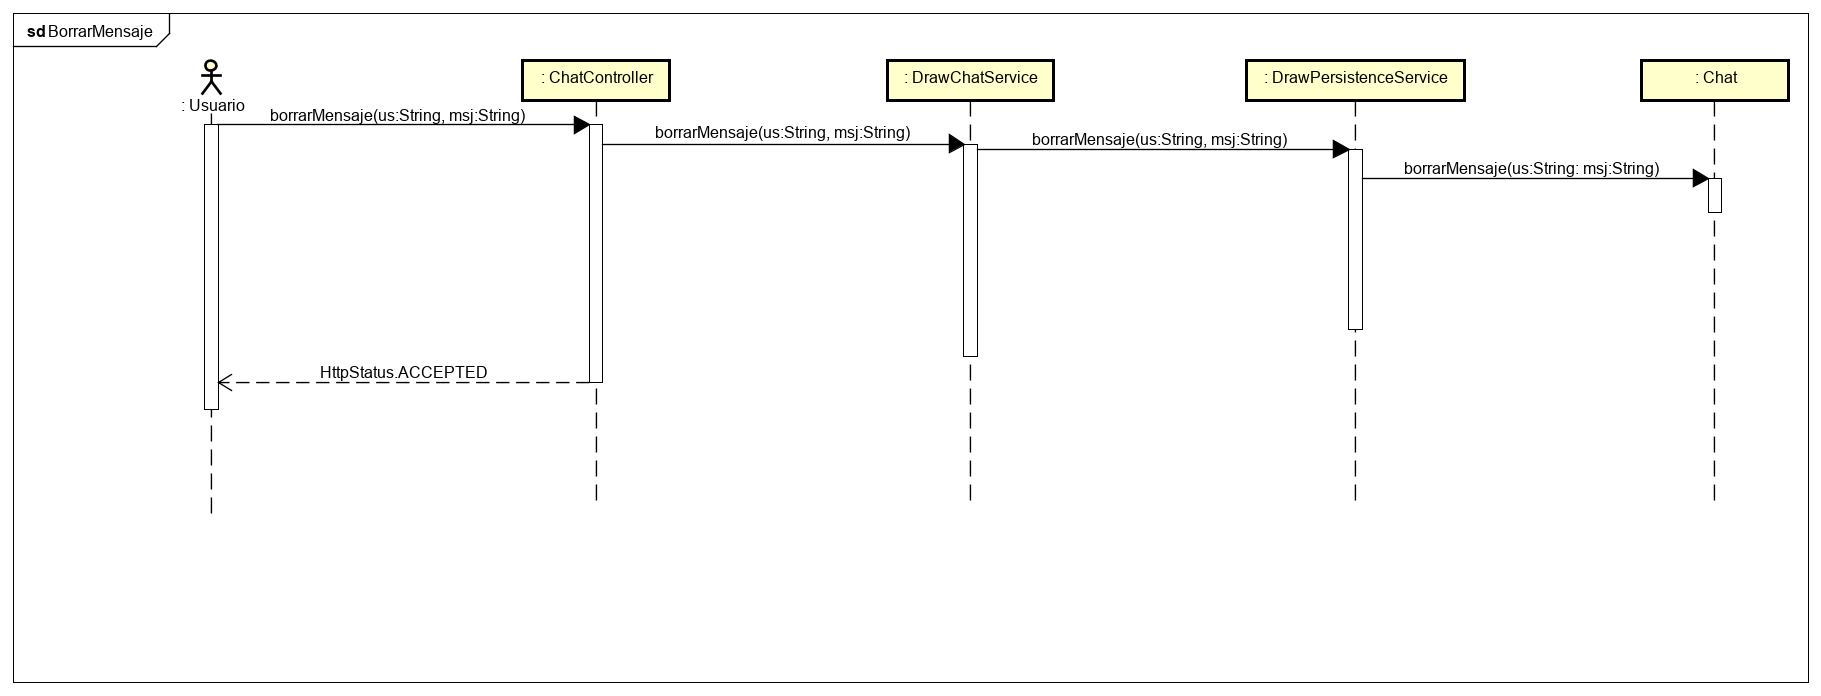 sd BorrarMensaje
: Usuario
: ChatController
: DrawChatService
: DrawPersistenceService
: Chat
borrarMensaje(us:String, msj:String)
borrarMensaje(us:String, msj:String)
borrarMensaje(us:String, msj:String)
borrarMensaje(us:String: msj:String)
HttpStatus.ACCEPTED